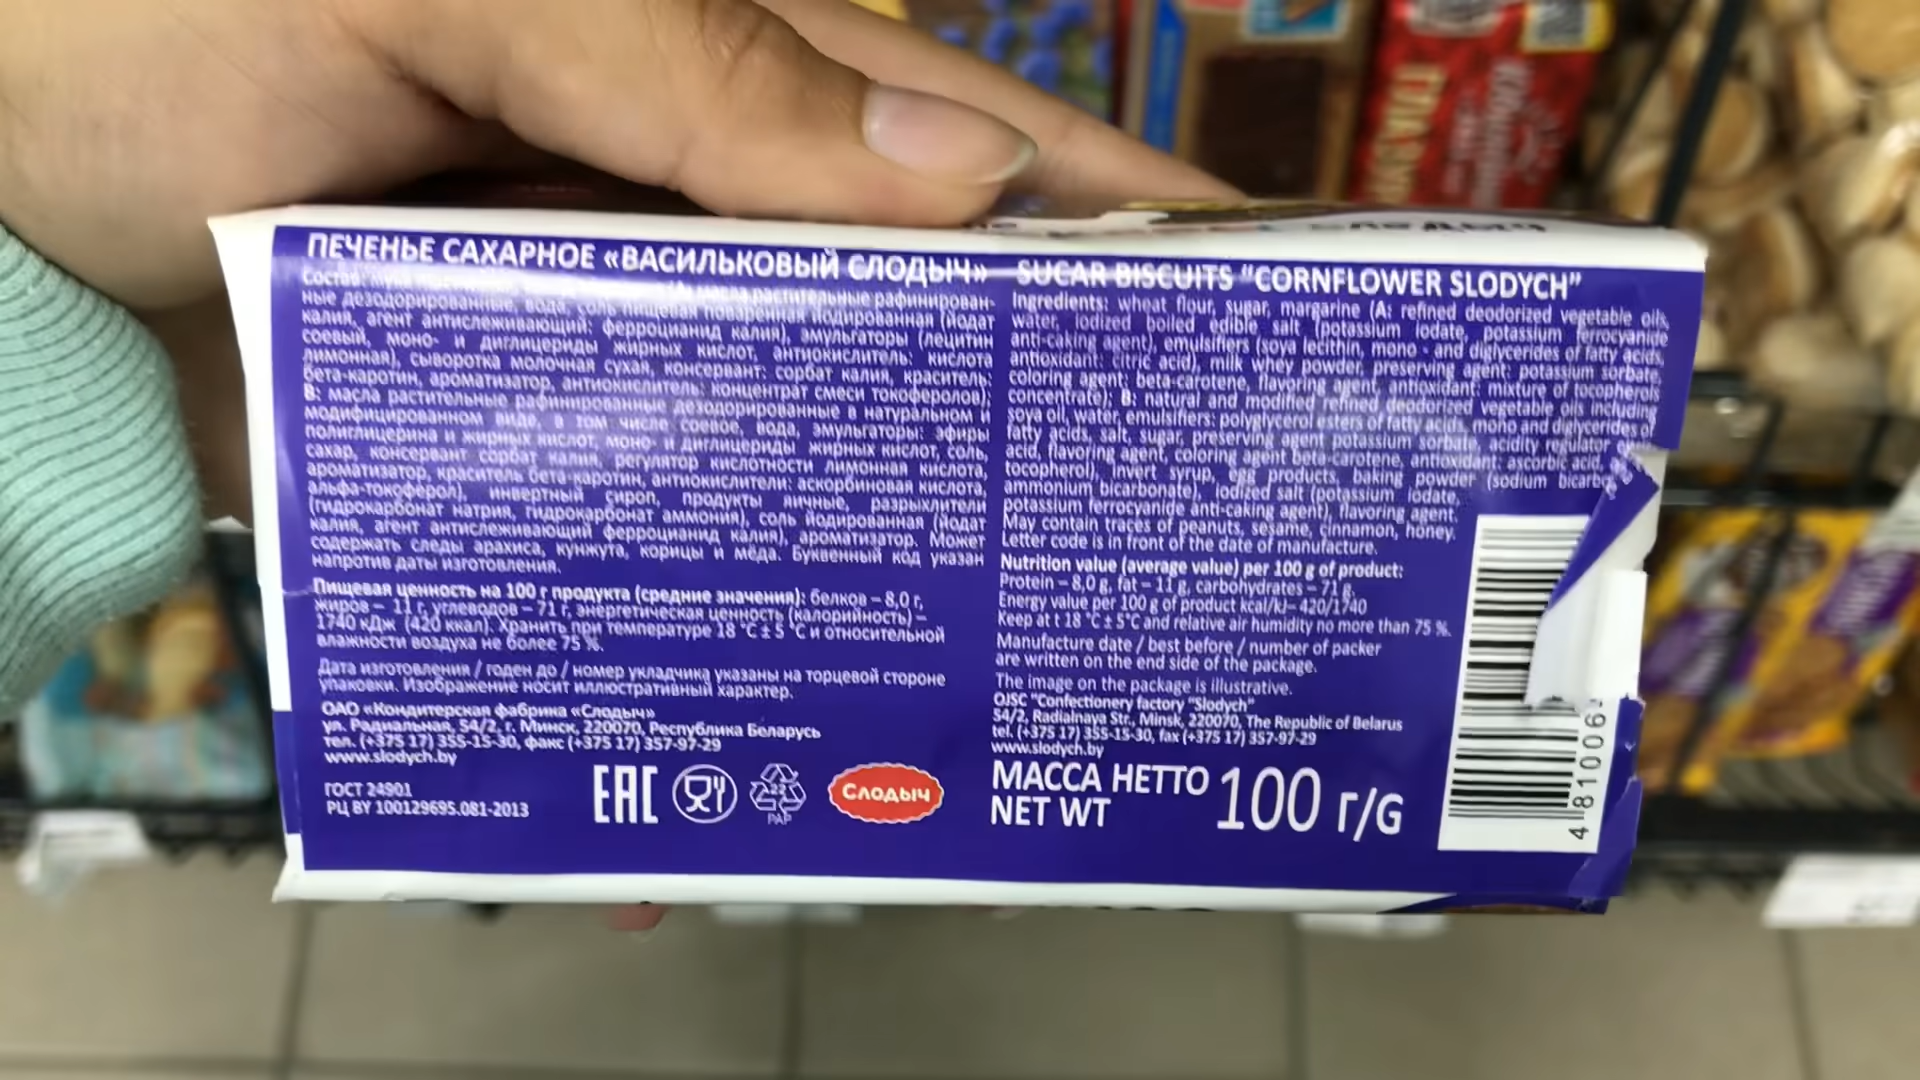 ПЕЧЕНЬЕ САХАРНОЕ «ВАСИЛЬКОВЫЙ СЛОДЫЧ»
Состав: мука
масла растительные рафинирован-
ные дезодорированные, вода, соль пищевая поваренная йодированная (йодат
калия, агент антислеживающий: ферроцианид калия), эмульгаторы (лецитин
соевый, моно- и диглицериды жирных кислот, антиокислитель: кислота
лимонная), сыворотка молочная сухая, консервант: сорбат калия, краситель:
бета-каротин, ароматизатор, антиокислитель: концентрат смеси токоферолов);
В: масла растительные рафинированные дезодорированные в натуральном и
модифицированном виде, в том числе соевое, вода, эмульгаторы: эфиры
полиглицерина и жирных кислот, моно- и диглицериды жирных кислот, соль,
сахар, консервант сорбат калия, регулятор кислотности лимонная кислота,
ароматизатор, краситель бета-каротин, антиокислители: аскорбиновая кислота,
альфа-токоферол), инвертный сироп, продукты яичные, разрыхлители
(гидрокарбонат натрия, гидрокарбонат аммония), соль йодированная (йодат
калия, агент антислеживающий ферроцианид калия), ароматизатор. Может
содержать следы арахиса, кунжута, корицы и мёда. Буквенный код указан
напротив даты изготовления.
Пищевая ценность на 100 г продукта (средние значения): белков – 8,0 г,
жиров – 11 г, углеводов – 71 г, энергетическая ценность (калорийность) –
1740 кДж (420 ккал). Хранить при температуре 18 °С ± 5 °С и относительной
влажности воздуха не более 75 %.
Дата изготовления / годен до / номер укладчика указаны на торцевой стороне
упаковки. Изображение носит иллюстративный характер.
ОАО «Кондитерская фабрика «Слодыч»
ул. Радиальная, 54/2, г. Минск, 220070, Республика Беларусь
тел. (+375 17) 355-15-30, факс (+375 17) 357-97-29
www.slodych.by
ГОСТ 24901
РЦ BY 100129695.081-2013
EAC
22
PAP
Слодыч
SUGAR BISCUITS "CORNFLOWER SLODYCH"
Ingredients: wheat flour, sugar, margarine (A: refined deodorized vegetable oils,
water, iodized boiled edible salt (potassium iodate, potassium ferrocyanide
anti-caking agent), emulsifiers (soya lecithin, mono - and diglycerides of fatty acids,
antioxidant: citric acid), milk whey powder, preserving agent: potassium sorbate,
coloring agent: beta-carotene, flavoring agent, antioxidant: mixture of tocopherols
concentrate); B: natural and modified refined deodorized vegetable oils including
soya oil, water, emulsifiers: polyglycerol esters of fatty acids, mono and diglycerides of
fatty acids, salt, sugar, preserving agent potassium sorbate, acidity regulator
acid, flavoring agent, coloring agent beta-carotene, antioxidant: ascorbic acid,
tocopherol), invert syrup, egg products, baking powder (sodium
ammonium bicarbonate), iodized salt (potassium iodate,
potassium ferrocyanide anti-caking agent), flavoring agent.
May contain traces of peanuts, sesame, cinnamon, honey.
Letter code is in front of the date of manufacture.
Nutrition value (average value) per 100 g of product:
Protein – 8,0 g, fat – 11 g, carbohydrates – 71 g.
Energy value per 100 g of product kcal/kJ– 420/1740
Keep at t 18 °C ± 5°C and relative air humidity no more than 75 %.
Manufacture date / best before / number of packer
are written on the end side of the package.
The image on the package is illustrative.
OJSC "Confectionery factory "Slodych"
54/2, Radialnaya Str., Minsk, 220070, The Republic of Belarus
tel. (+375 17) 355-15-30, fax (+375 17) 357-97-29
www.slodych.by
МАССА НЕТТО
NET WT
100 г/G
4 810069